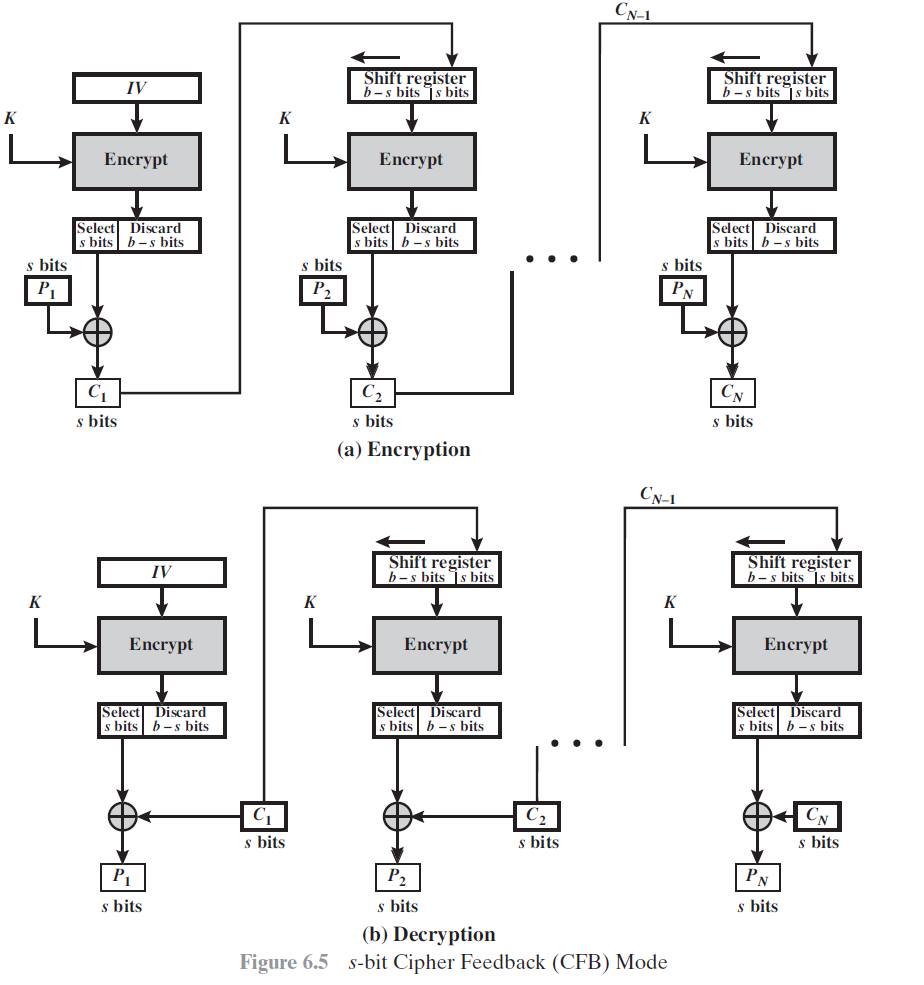 C_{N–1}
IV
Shift register
b – s bits | s bits
Shift register
b – s bits | s bits
K
K
K
Encrypt
Encrypt
Encrypt
Select Discard
s bits b – s bits
Select Discard
s bits b – s bits
Select Discard
s bits b – s bits
s bits
P_1
s bits
P_2
s bits
P_N
C_1
C_2
C_N
s bits
s bits
s bits
(a) Encryption
C_{N–1}
IV
Shift register
b – s bits | s bits
Shift register
b – s bits | s bits
K
K
K
Encrypt
Encrypt
Encrypt
Select Discard
s bits b – s bits
Select Discard
s bits b – s bits
Select Discard
s bits b – s bits
C_1
s bits
C_2
s bits
C_N
s bits
P_1
P_2
P_N
s bits
s bits
s bits
(b) Decryption
Figure 6.5 s-bit Cipher Feedback (CFB) Mode